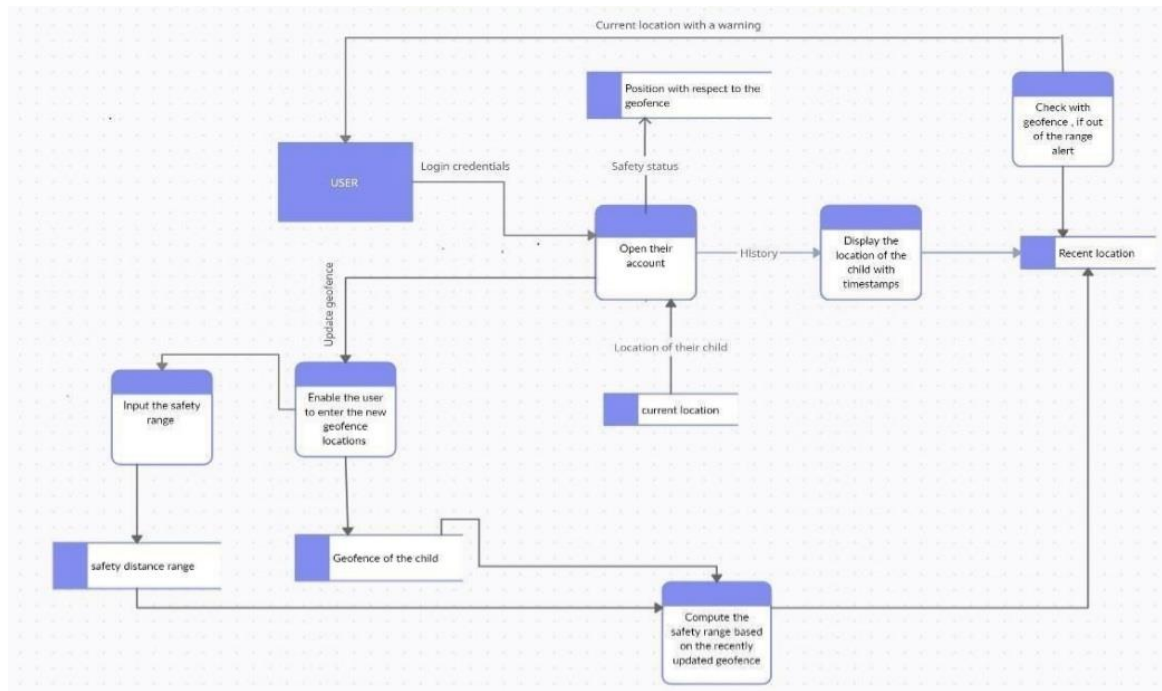 Current location with a warning
Position with respect to the
geofence
Check with
geofence , if out
of the range
alert
USER
Login credentials
Safety status
Open their
account
History
Display the
location of the
child with
timestamps
Recent location
Update geofence
Location of their child
Input the safety
range
Enable the user
to enter the new
geofence
locations
current location
safety distance range
Geofence of the child
Compute the
safety range based
on the recently
updated geofence